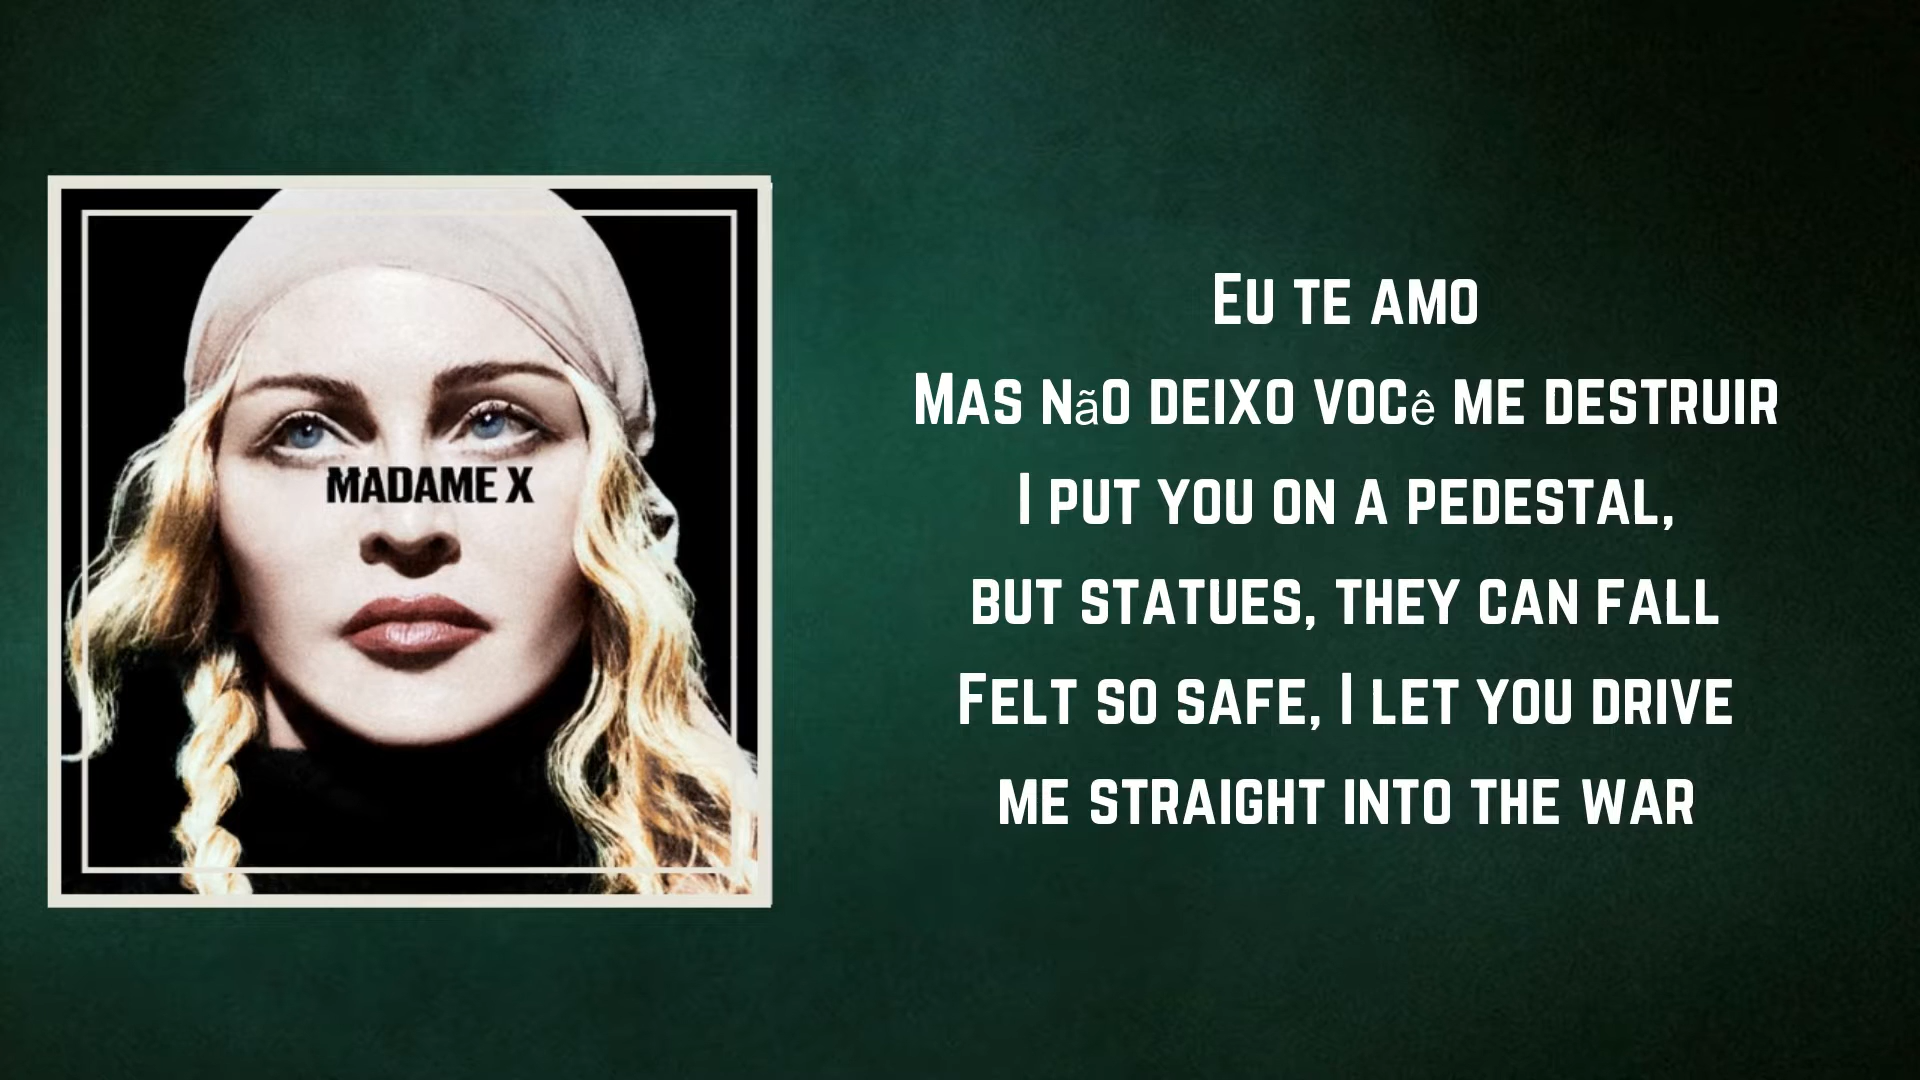 MADAME X
Eu te amo
Mas não deixo você me destruir
I put you on a pedestal,
but statues, they can fall
Felt so safe, I let you drive
me straight into the war